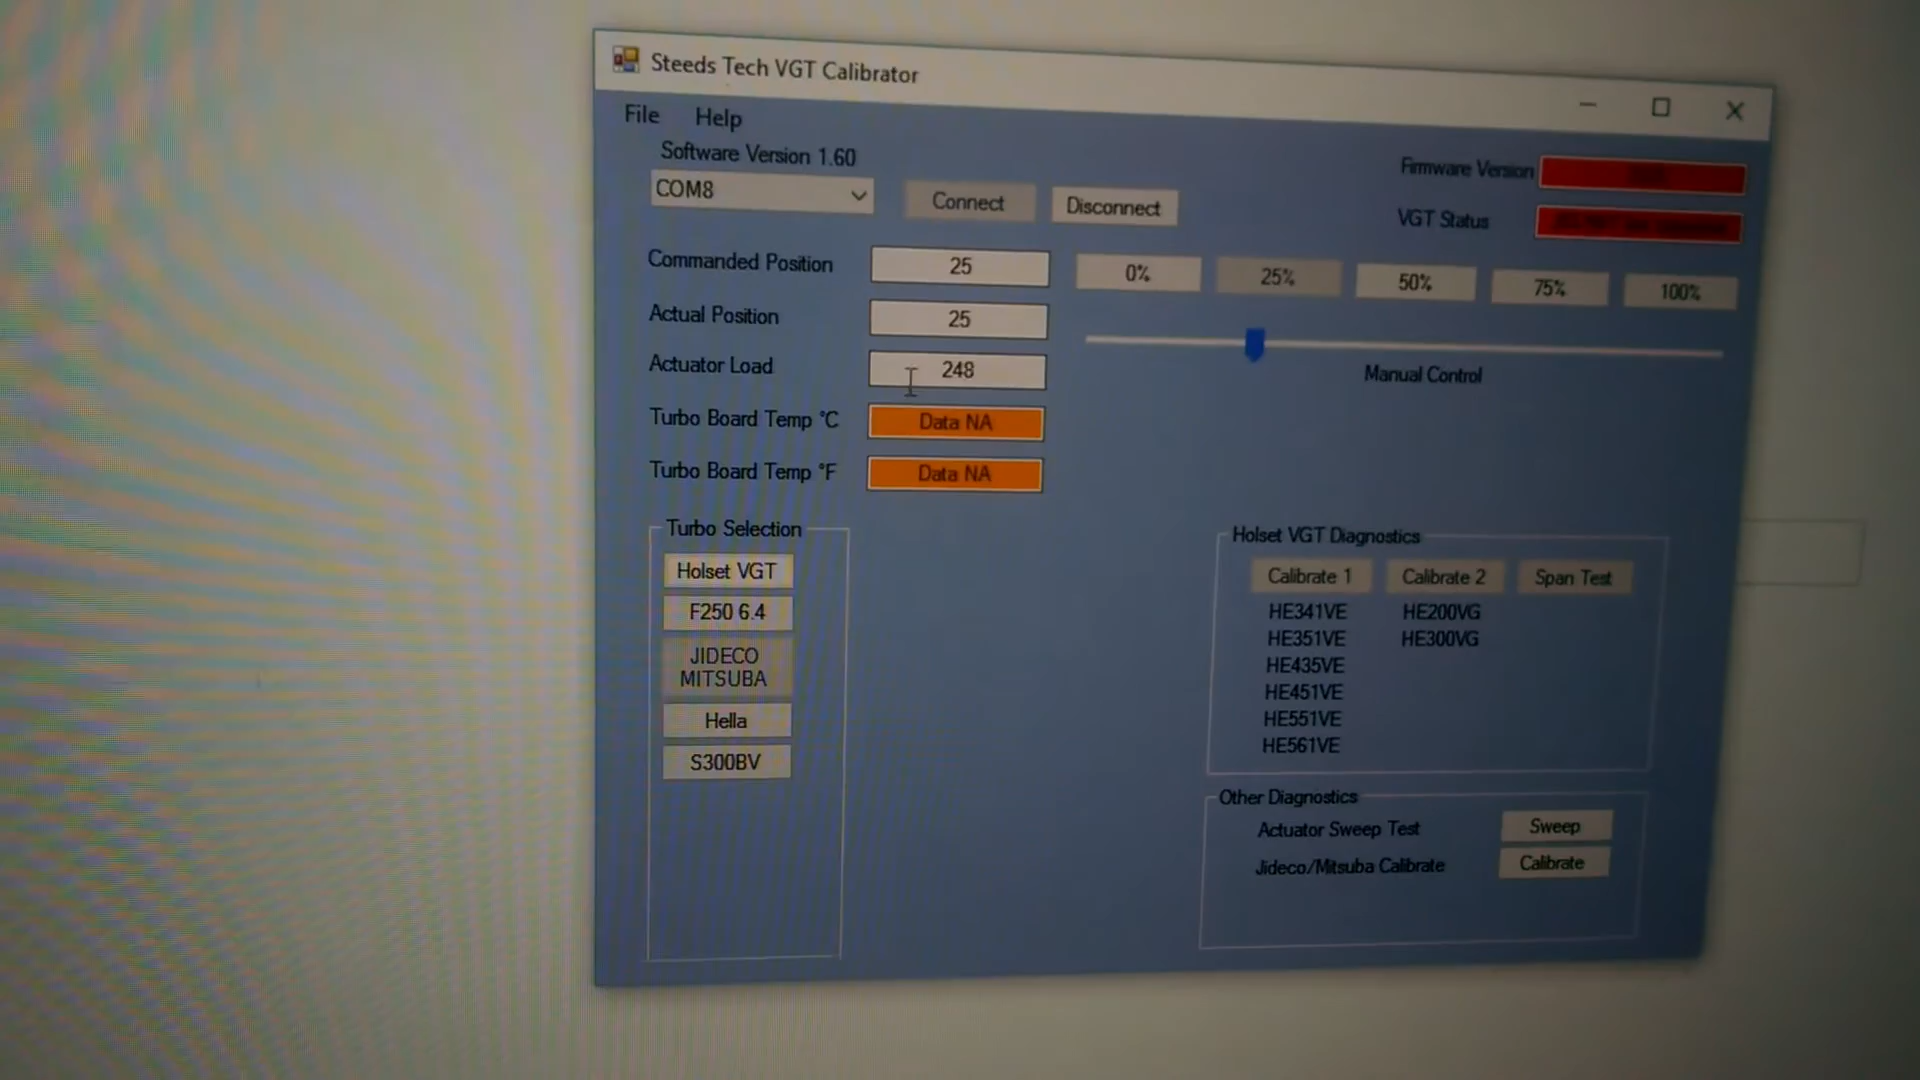 Steeds Tech VGT Calibrator
File Help
Software Version 1.60
COM8
Connect Disconnect
Firmware Version
VGT Status
Commanded Position 25 0% 25% 50% 75% 100%
Actual Position 25
Manual Control
Actuator Load 248
Turbo Board Temp °C Data NA
Turbo Board Temp °F Data NA
Turbo Selection
Holset VGT
F250 6.4
JIDECO
MITSUBA
Hella
S300BV
Holset VGT Diagnostics
Calibrate 1 Calibrate 2 Span Test
HE341VE HE200VG
HE351VE HE300VG
HE435VE
HE451VE
HE551VE
HE561VE
Other Diagnostics
Actuator Sweep Test Sweep
Jideco/Mitsuba Calibrate Calibrate